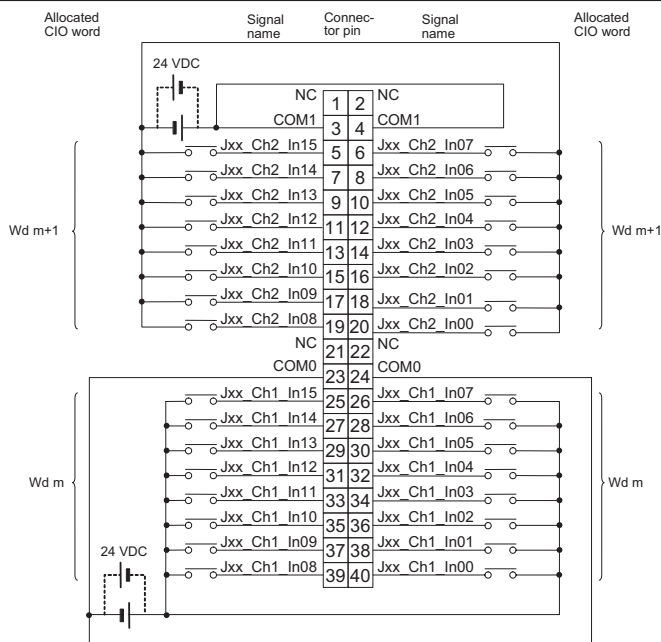 Allocated CIO word Signal name Connec-tor pin Signal name Allocated CIO word
24 VDC
NC 1 2 NC
COM1 3 4 COM1
Jxx_Ch2_In15 5 6 Jxx_Ch2_In07
Jxx_Ch2_In14 7 8 Jxx_Ch2_In06
Jxx_Ch2_In13 9 10 Jxx_Ch2_In05
Wd m+1 Jxx_Ch2_In12 11 12 Jxx_Ch2_In04 Wd m+1
Jxx_Ch2_In11 13 14 Jxx_Ch2_In03
Jxx_Ch2_In10 15 16 Jxx_Ch2_In02
Jxx_Ch2_In09 17 18 Jxx_Ch2_In01
Jxx_Ch2_In08 19 20 Jxx_Ch2_In00
NC 21 22 NC
COM0 23 24 COM0
Jxx_Ch1_In15 25 26 Jxx_Ch1_In07
Jxx_Ch1_In14 27 28 Jxx_Ch1_In06
Jxx_Ch1_In13 29 30 Jxx_Ch1_In05
Wd m Jxx_Ch1_In12 31 32 Jxx_Ch1_In04 Wd m
Jxx_Ch1_In11 33 34 Jxx_Ch1_In03
Jxx_Ch1_In10 35 36 Jxx_Ch1_In02
Jxx_Ch1_In09 37 38 Jxx_Ch1_In01
24 VDC
Jxx_Ch1_In08 39 40 Jxx_Ch1_In00